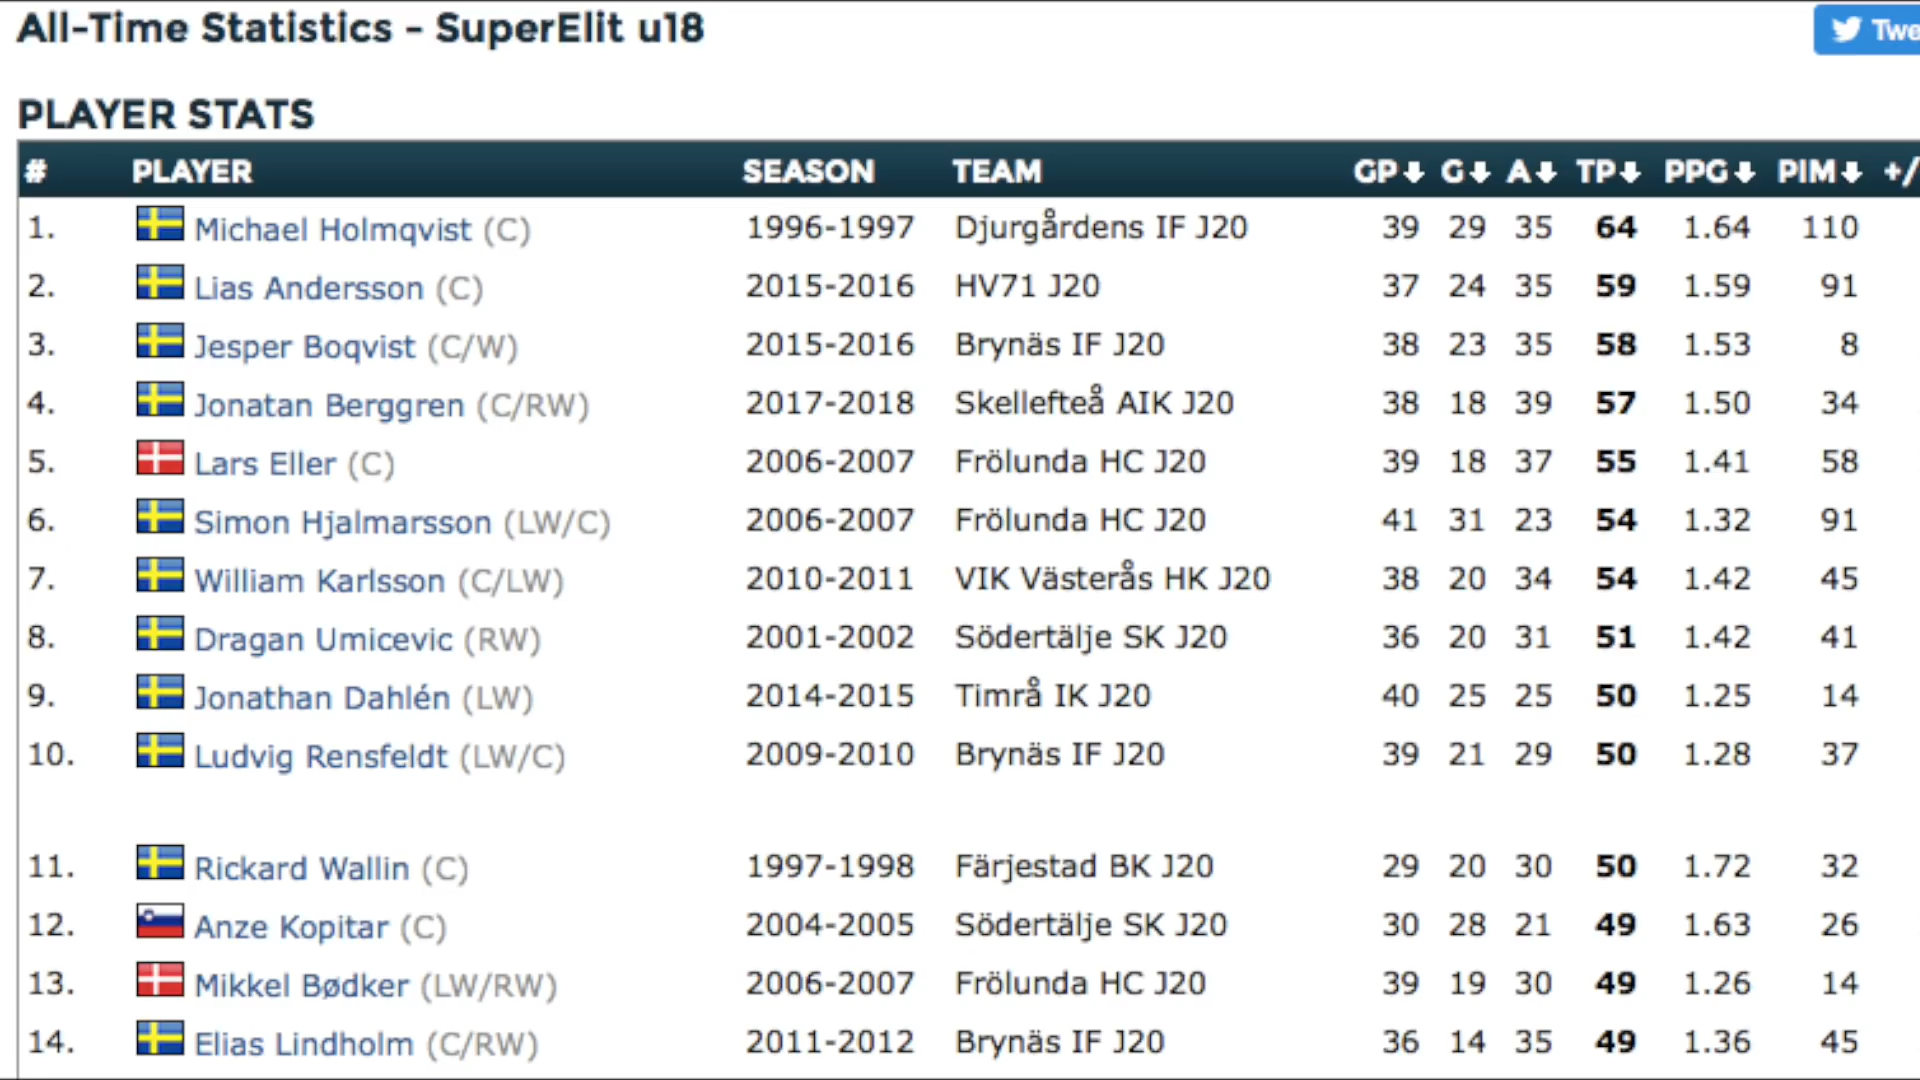 All-Time Statistics - SuperElit u18
Twe
PLAYER STATS
# PLAYER SEASON TEAM GP G A TP PPG PIM +/
1. Michael Holmqvist (C) 1996-1997 Djurgårdens IF J20 39 29 35 64 1.64 110
2. Lias Andersson (C) 2015-2016 HV71 J20 37 24 35 59 1.59 91
3. Jesper Boqvist (C/W) 2015-2016 Brynäs IF J20 38 23 35 58 1.53 8
4. Jonatan Berggren (C/RW) 2017-2018 Skellefteå AIK J20 38 18 39 57 1.50 34
5. Lars Eller (C) 2006-2007 Frölunda HC J20 39 18 37 55 1.41 58
6. Simon Hjalmarsson (LW/C) 2006-2007 Frölunda HC J20 41 31 23 54 1.32 91
7. William Karlsson (C/LW) 2010-2011 VIK Västerås HK J20 38 20 34 54 1.42 45
8. Dragan Umicevic (RW) 2001-2002 Södertälje SK J20 36 20 31 51 1.42 41
9. Jonathan Dahlén (LW) 2014-2015 Timrå IK J20 40 25 25 50 1.25 14
10. Ludvig Rensfeldt (LW/C) 2009-2010 Brynäs IF J20 39 21 29 50 1.28 37
11. Rickard Wallin (C) 1997-1998 Färjestad BK J20 29 20 30 50 1.72 32
12. Anze Kopitar (C) 2004-2005 Södertälje SK J20 30 28 21 49 1.63 26
13. Mikkel Bødker (LW/RW) 2006-2007 Frölunda HC J20 39 19 30 49 1.26 14
14. Elias Lindholm (C/RW) 2011-2012 Brynäs IF J20 36 14 35 49 1.36 45